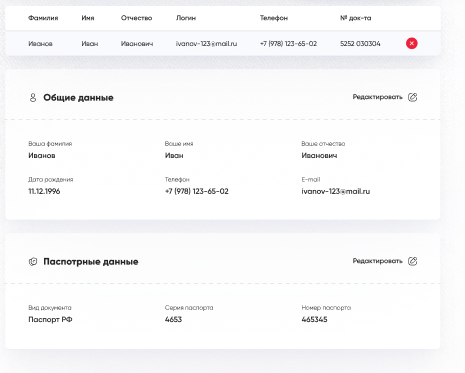 Фамилия Имя Отчество Логин Телефон № док-та
Иванов Иван Иванович ivanov-123@mail.ru +7 (978) 123-65-02 5252 030304
Общие данные Редактировать
Ваша фамилия Ваше имя Ваше отчество
Иванов Иван Иванович
Дата рождения Телефон E-mail
11.12.1996 +7 (978) 123-65-02 ivanov-123@mail.ru
Паспотрные данные Редактировать
Вид документа Серия паспорта Номер паспорта
Паспорт РФ 4653 465345